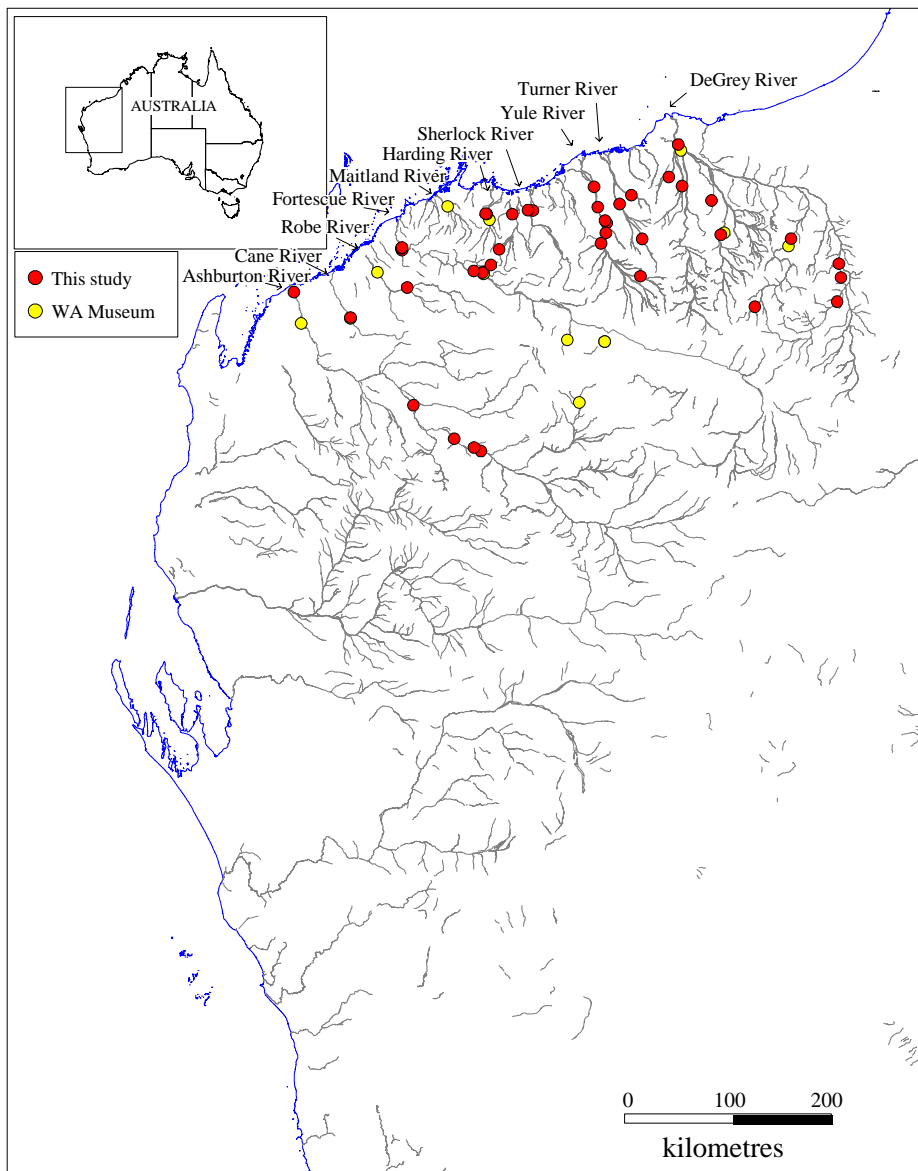 AUSTRALIA
DeGrey River
Turner River
Yule River
Sherlock River
Harding River
Maitland River
Fortescue River
Robe River
Cane River
Ashburton River
This study
WA Museum
0 100 200
kilometres